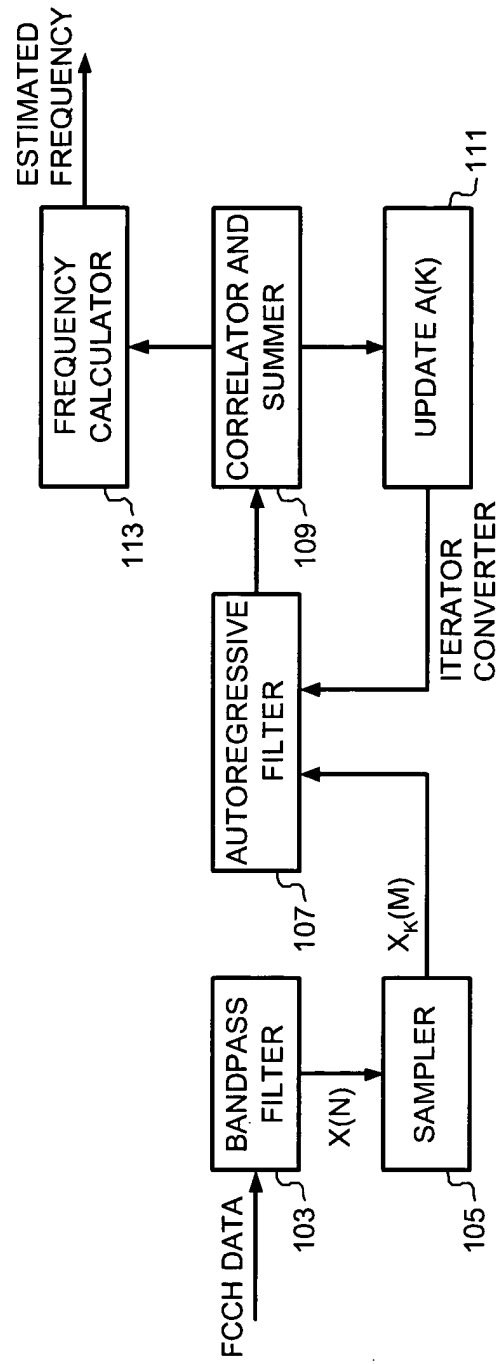 FCCH DATA
BANDPASS
FILTER
103
X(N)
SAMPLER
105
X_K(M)
AUTOREGRESSIVE
FILTER
107
CORRELATOR AND
SUMMER
109
FREQUENCY
CALCULATOR
113
ESTIMATED
FREQUENCY
UPDATE A(K)
111
ITERATOR
CONVERTER